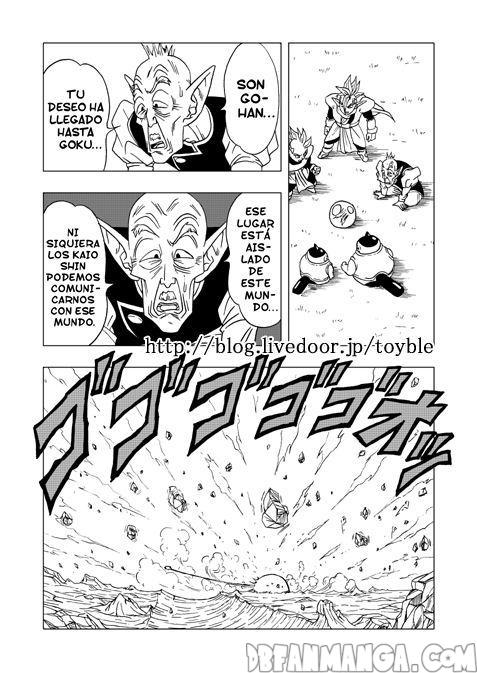 SON
GO-
HAN...
TU
DESEO HA
LLEGADO
HASTA
GOKU...
ESE
LUGAR
ESTÁ
AIS-
LADO
DE
ESTE
MUN-
DO...
NI
SIQUIERA
LOS KAIO
SHIN
PODEMOS
COMUNI-
CARNOS
CON ESE
MUNDO.
http://blog.livedoor.jp/toyble
ゴゴゴゴゴオッ
DBFANMANGA.COM